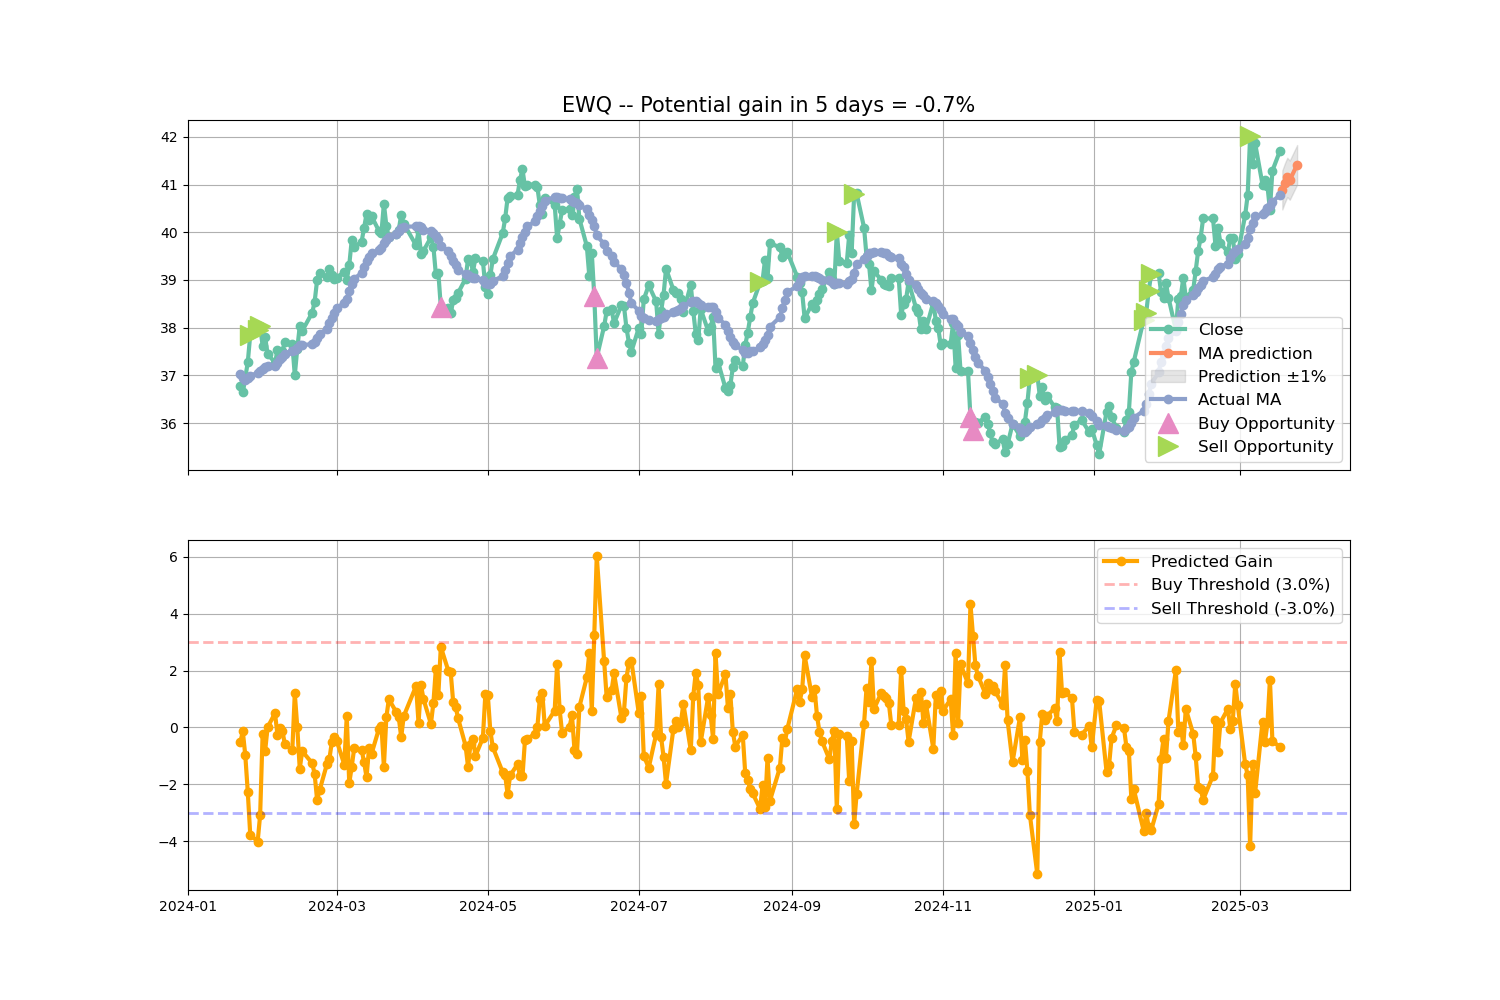 EWQ -- Potential gain in 5 days = -0.7%
42
41
40
39
38
37
36
Close
MA prediction
Prediction ±1%
Actual MA
Buy Opportunity
Sell Opportunity
6
4
2
0
−2
−4
Predicted Gain
Buy Threshold (3.0%)
Sell Threshold (-3.0%)
2024-01
2024-03
2024-05
2024-07
2024-09
2024-11
2025-01
2025-03